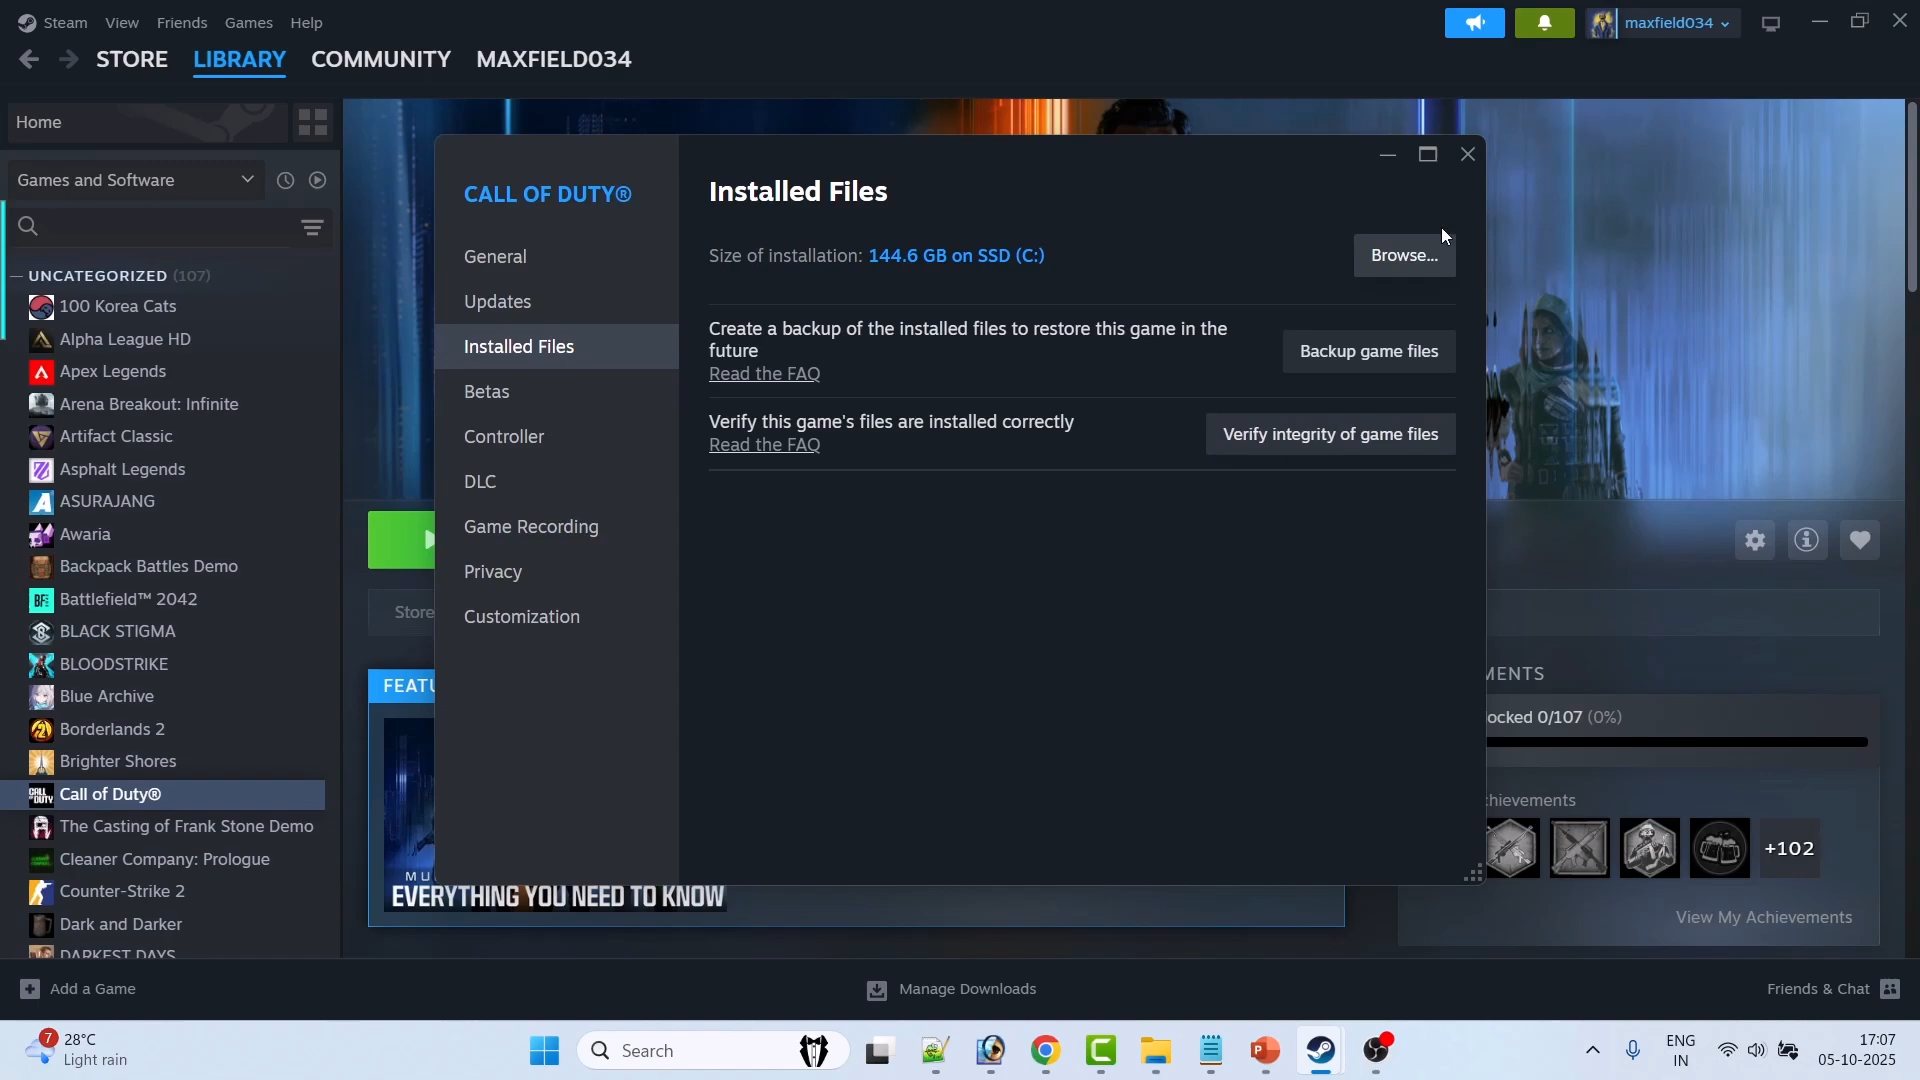 Steam View Friends Games Help
maxfield034
STORE LIBRARY COMMUNITY MAXFIELD034
Home
Games and Software
UNCATEGORIZED (107)
100 Korea Cats
Alpha League HD
Apex Legends
Arena Breakout: Infinite
Artifact Classic
Asphalt Legends
ASURAJANG
Awaria
Backpack Battles Demo
Battlefield™ 2042
BLACK STIGMA
BLOODSTRIKE
Blue Archive
Borderlands 2
Brighter Shores
Call of Duty®
The Casting of Frank Stone Demo
Cleaner Company: Prologue
Counter-Strike 2
Dark and Darker
DARKEST DAYS
CALL OF DUTY®
General
Updates
Installed Files
Betas
Controller
DLC
Game Recording
Privacy
Customization
Installed Files
Size of installation: 144.6 GB on SSD (C:)
Browse...
Create a backup of the installed files to restore this game in the
future
Read the FAQ
Backup game files
Verify this game's files are installed correctly
Read the FAQ
Verify integrity of game files
Store
FEATU
MU
EVERYTHING YOU NEED TO KNOW
MENTS
ocked 0/107 (0%)
chievements
+102
View My Achievements
Add a Game
Manage Downloads
Friends & Chat
7
28°C
Light rain
Search
ENG
IN
17:07
05-10-2025